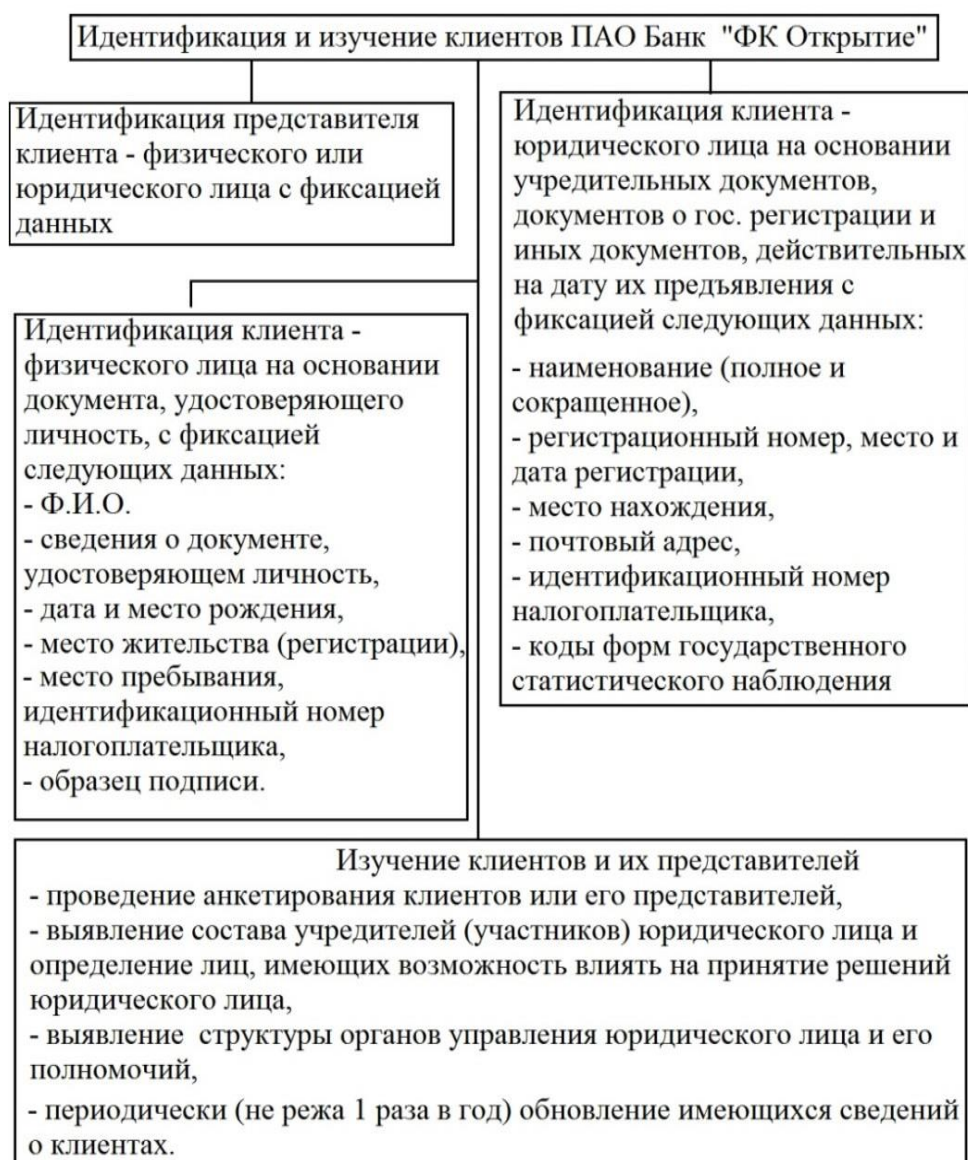 Идентификация и изучение клиентов ПАО Банк "ФК Открытие"
Идентификация представителя
клиента - физического или
юридического лица с фиксацией
данных
Идентификация клиента -
юридического лица на основании
учредительных документов,
документов о гос. регистрации и
иных документов, действительных
на дату их предъявления с
фиксацией следующих данных:
- наименование (полное и
сокращенное),
- регистрационный номер, место и
дата регистрации,
- место нахождения,
- почтовый адрес,
- идентификационный номер
налогоплательщика,
- коды форм государственного
статистического наблюдения
Идентификация клиента -
физического лица на основании
документа, удостоверяющего
личность, с фиксацией
следующих данных:
- Ф.И.О.
- сведения о документе,
удостоверяющем личность,
- дата и место рождения,
- место жительства (регистрации),
- место пребывания,
идентификационный номер
налогоплательщика,
- образец подписи.
Изучение клиентов и их представителей
- проведение анкетирования клиентов или его представителей,
- выявление состава учредителей (участников) юридического лица и
определение лиц, имеющих возможность влиять на принятие решений
юридического лица,
- выявление структуры органов управления юридического лица и его
полномочий,
- периодически (не режа 1 раза в год) обновление имеющихся сведений
о клиентах.